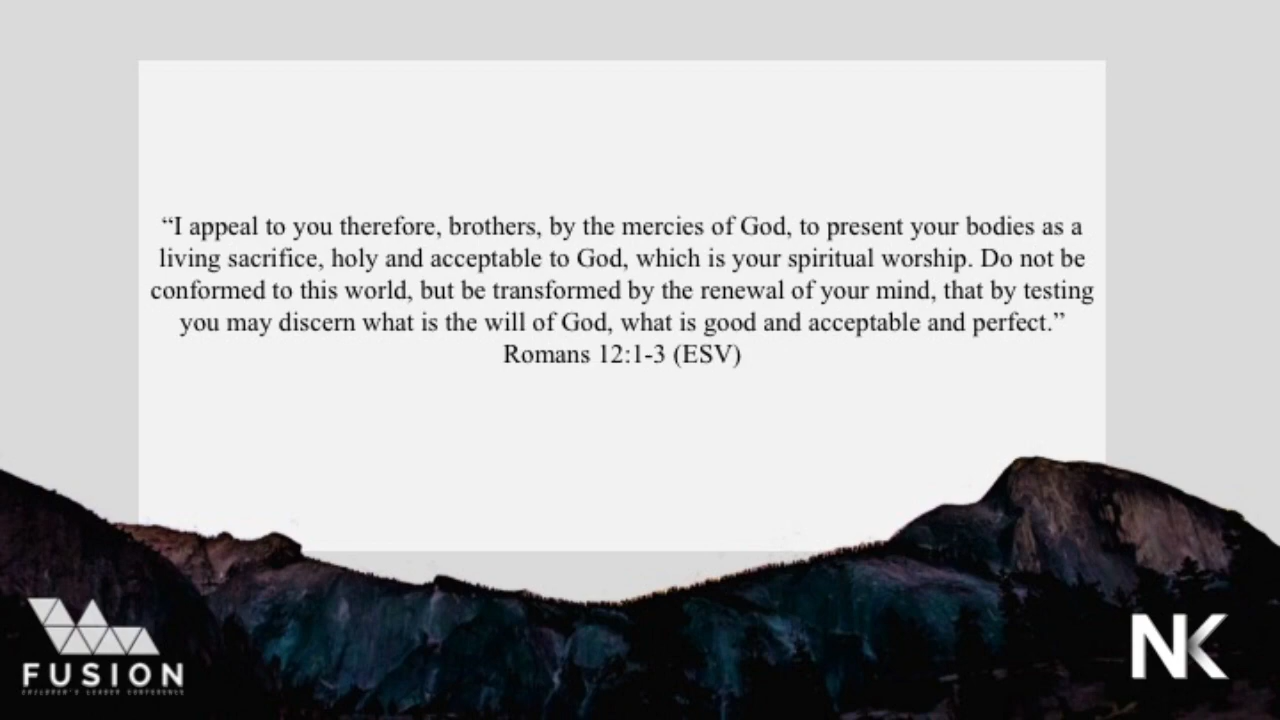 “I appeal to you therefore, brothers, by the mercies of God, to present your bodies as a
living sacrifice, holy and acceptable to God, which is your spiritual worship. Do not be
conformed to this world, but be transformed by the renewal of your mind, that by testing
you may discern what is the will of God, what is good and acceptable and perfect.”
Romans 12:1-3 (ESV)
FUSION
CHILDREN'S LEADER CONFERENCE
NK